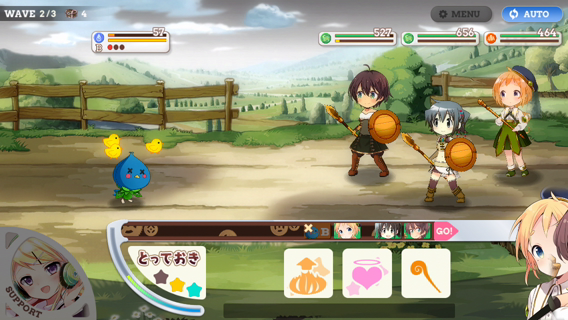 WAVE 2/3 4
MENU
AUTO
57
B
527
656
464
B
GO!
とっておき
SUPPORT